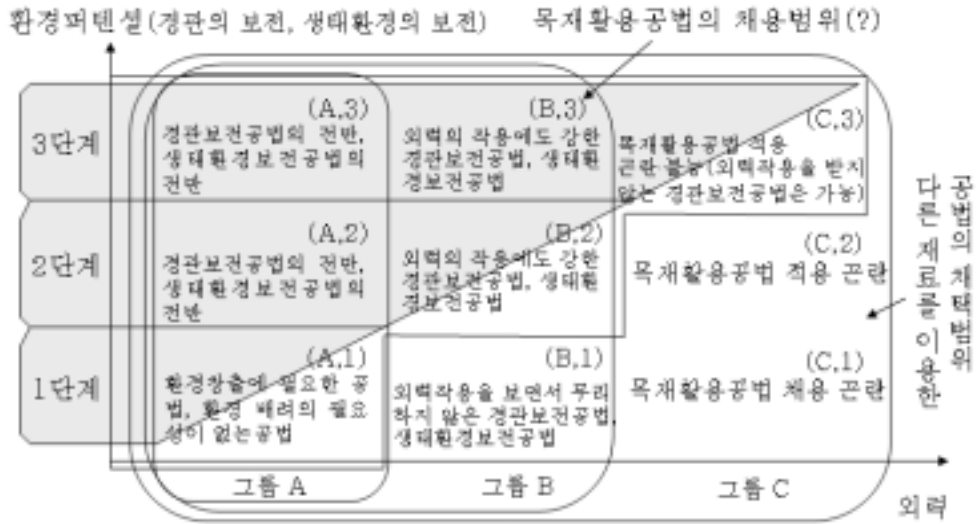 환경퍼텐셜(경관의 보전, 생태환경의 보전)
목재활용공법의 채용범위(?)
3단계
(A,3)
경관보전공법의 전반,
생태환경보전공법의
전반
(B,3)
외력의 작용에도 강한
경관보전공법, 생태환
경보전공법
(C,3)
목재활용공법 적용
곤란 불능(외력작용을 받지
않는 경관보전공법은 가능)
2단계
(A,2)
경관보전공법의 전반,
생태환경보전공법의
전반
(B,2)
외력의 작용에도 강한
경관보전공법, 생태환
경보전공법
(C,2)
목재활용공법 적용 곤란
1단계
(A,1)
환경창출에 필요한 공
법, 환경 배려의 필요
성이 없는공법
(B,1)
외력작용을 보면서 무리
하지 않은 경관보전공법,
생태환경보전공법
(C,1)
목재활용공법 채용 곤란
다른 재료를 이용한
공법의 채택범위
그룹 A
그룹 B
그룹 C
외력